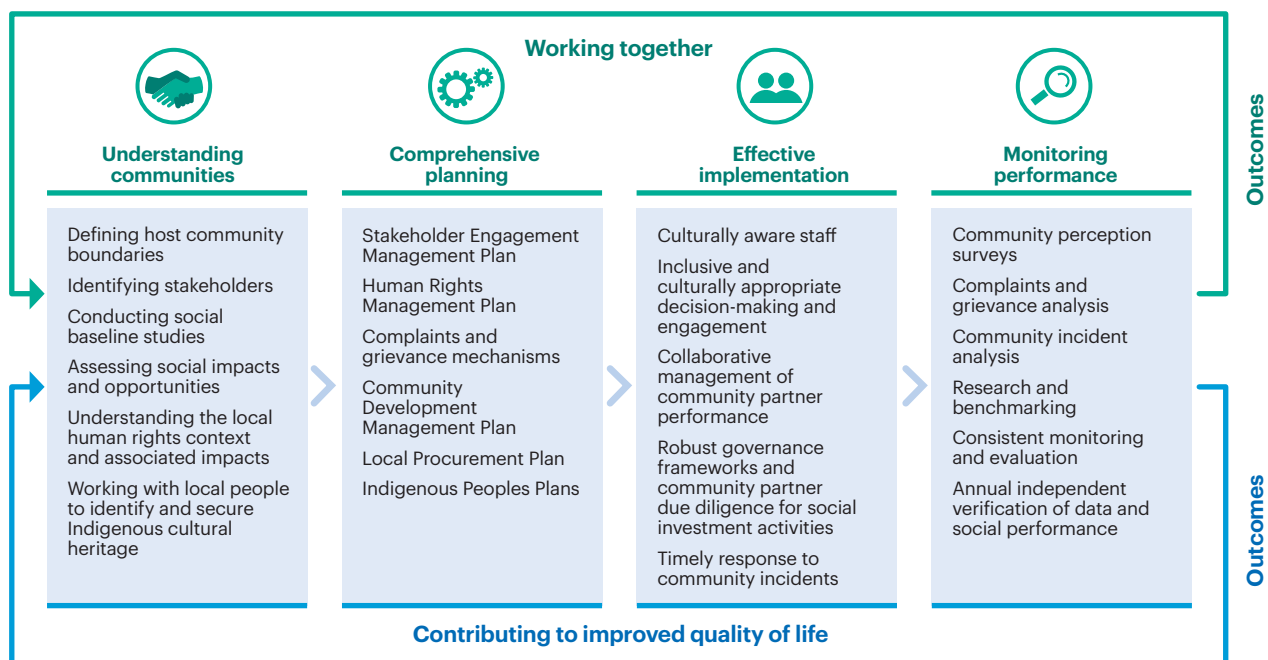 Working together
Understanding
communities
Defining host community
boundaries
Identifying stakeholders
Conducting social
baseline studies
Assessing social impacts
and opportunities
Understanding the local
human rights context
and associated impacts
Working with local people
to identify and secure
Indigenous cultural
heritage
Comprehensive
planning
Stakeholder Engagement
Management Plan
Human Rights
Management Plan
Complaints and
grievance mechanisms
Community
Development
Management Plan
Local Procurement Plan
Indigenous Peoples Plans
Effective
implementation
Culturally aware staff
Inclusive and
culturally appropriate
decision-making and
engagement
Collaborative
management of
community partner
performance
Robust governance
frameworks and
community partner
due diligence for social
investment activities
Timely response to
community incidents
Monitoring
performance
Community perception
surveys
Complaints and
grievance analysis
Community incident
analysis
Research and
benchmarking
Consistent monitoring
and evaluation
Annual independent
verification of data and
social performance
Outcomes
Outcomes
Contributing to improved quality of life